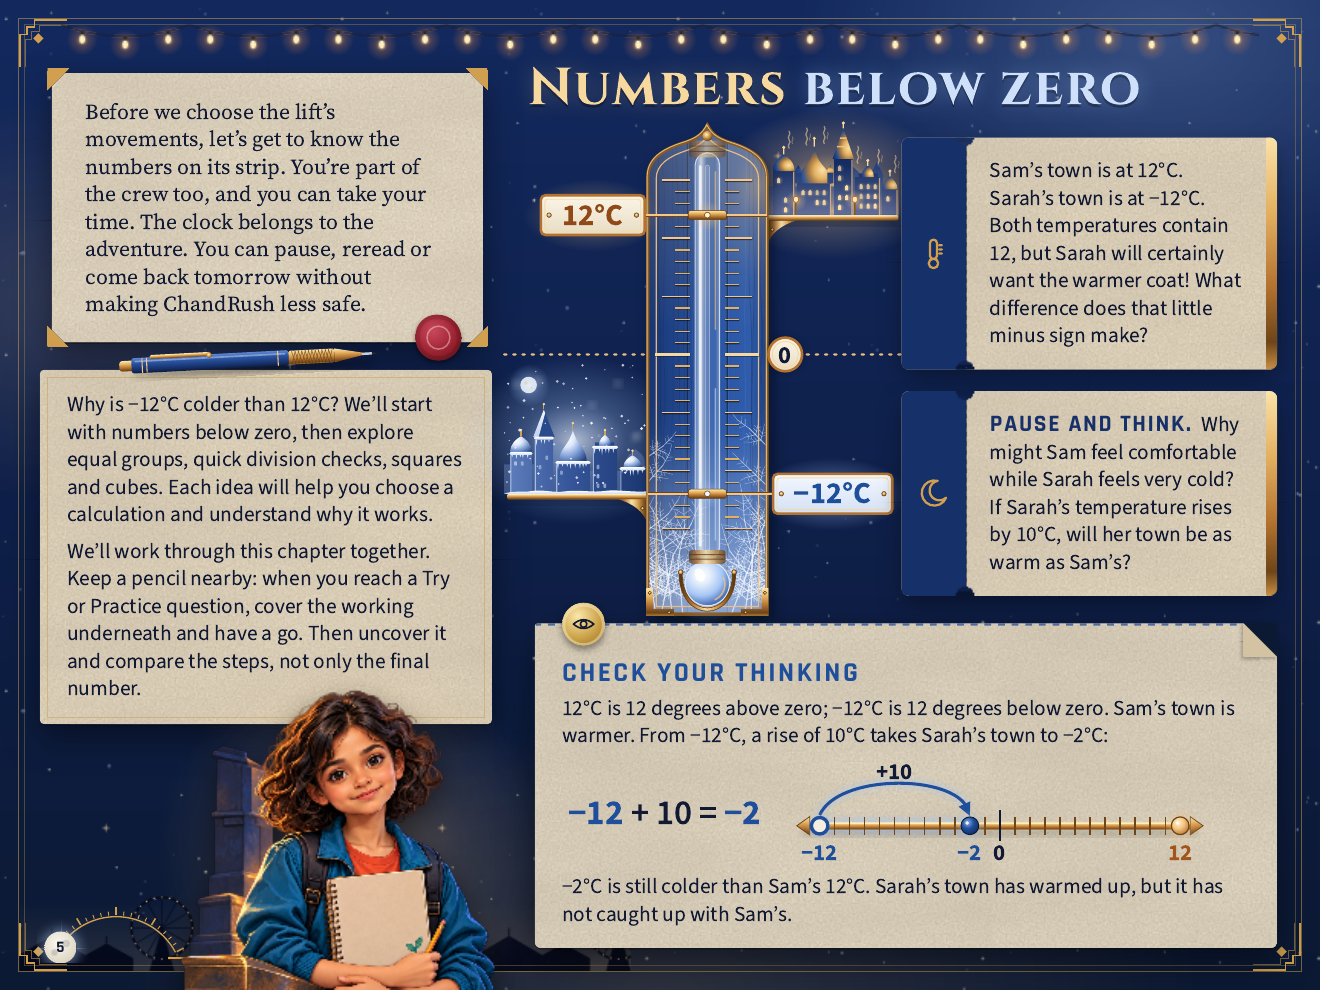 NUMBERS BELOW ZERO
Before we choose the lift’s
movements, let’s get to know the
numbers on its strip. You’re part of
the crew too, and you can take your
time. The clock belongs to the
adventure. You can pause, reread or
come back tomorrow without
making ChandRush less safe.
Why is −12°C colder than 12°C? We’ll start
with numbers below zero, then explore
equal groups, quick division checks, squares
and cubes. Each idea will help you choose a
calculation and understand why it works.
We’ll work through this chapter together.
Keep a pencil nearby: when you reach a Try
or Practice question, cover the working
underneath and have a go. Then uncover it
and compare the steps, not only the final
number.
12°C
0
−12°C
Sam’s town is at 12°C.
Sarah’s town is at −12°C.
Both temperatures contain
12, but Sarah will certainly
want the warmer coat! What
difference does that little
minus sign make?
PAUSE AND THINK. Why
might Sam feel comfortable
while Sarah feels very cold?
If Sarah’s temperature rises
by 10°C, will her town be as
warm as Sam’s?
CHECK YOUR THINKING
12°C is 12 degrees above zero; −12°C is 12 degrees below zero. Sam’s town is
warmer. From −12°C, a rise of 10°C takes Sarah’s town to −2°C:
+10
−12 + 10 = −2
−12 −2 0 12
−2°C is still colder than Sam’s 12°C. Sarah’s town has warmed up, but it has
not caught up with Sam’s.
5